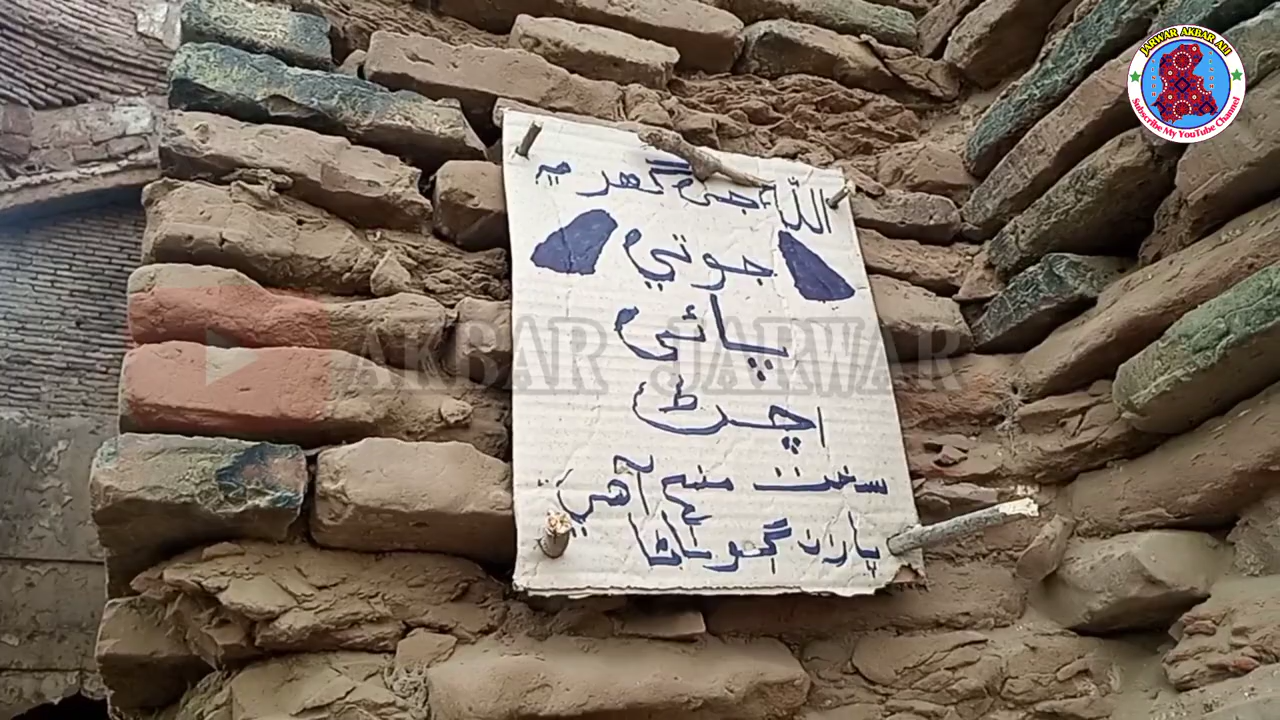 JARWAR AKBAR ALI
Subscribe My YouTube Channel
الله جي گهر ۾
جوتي
پائي
اچڻ
سخت منع آهي
AKBAR JARWAR